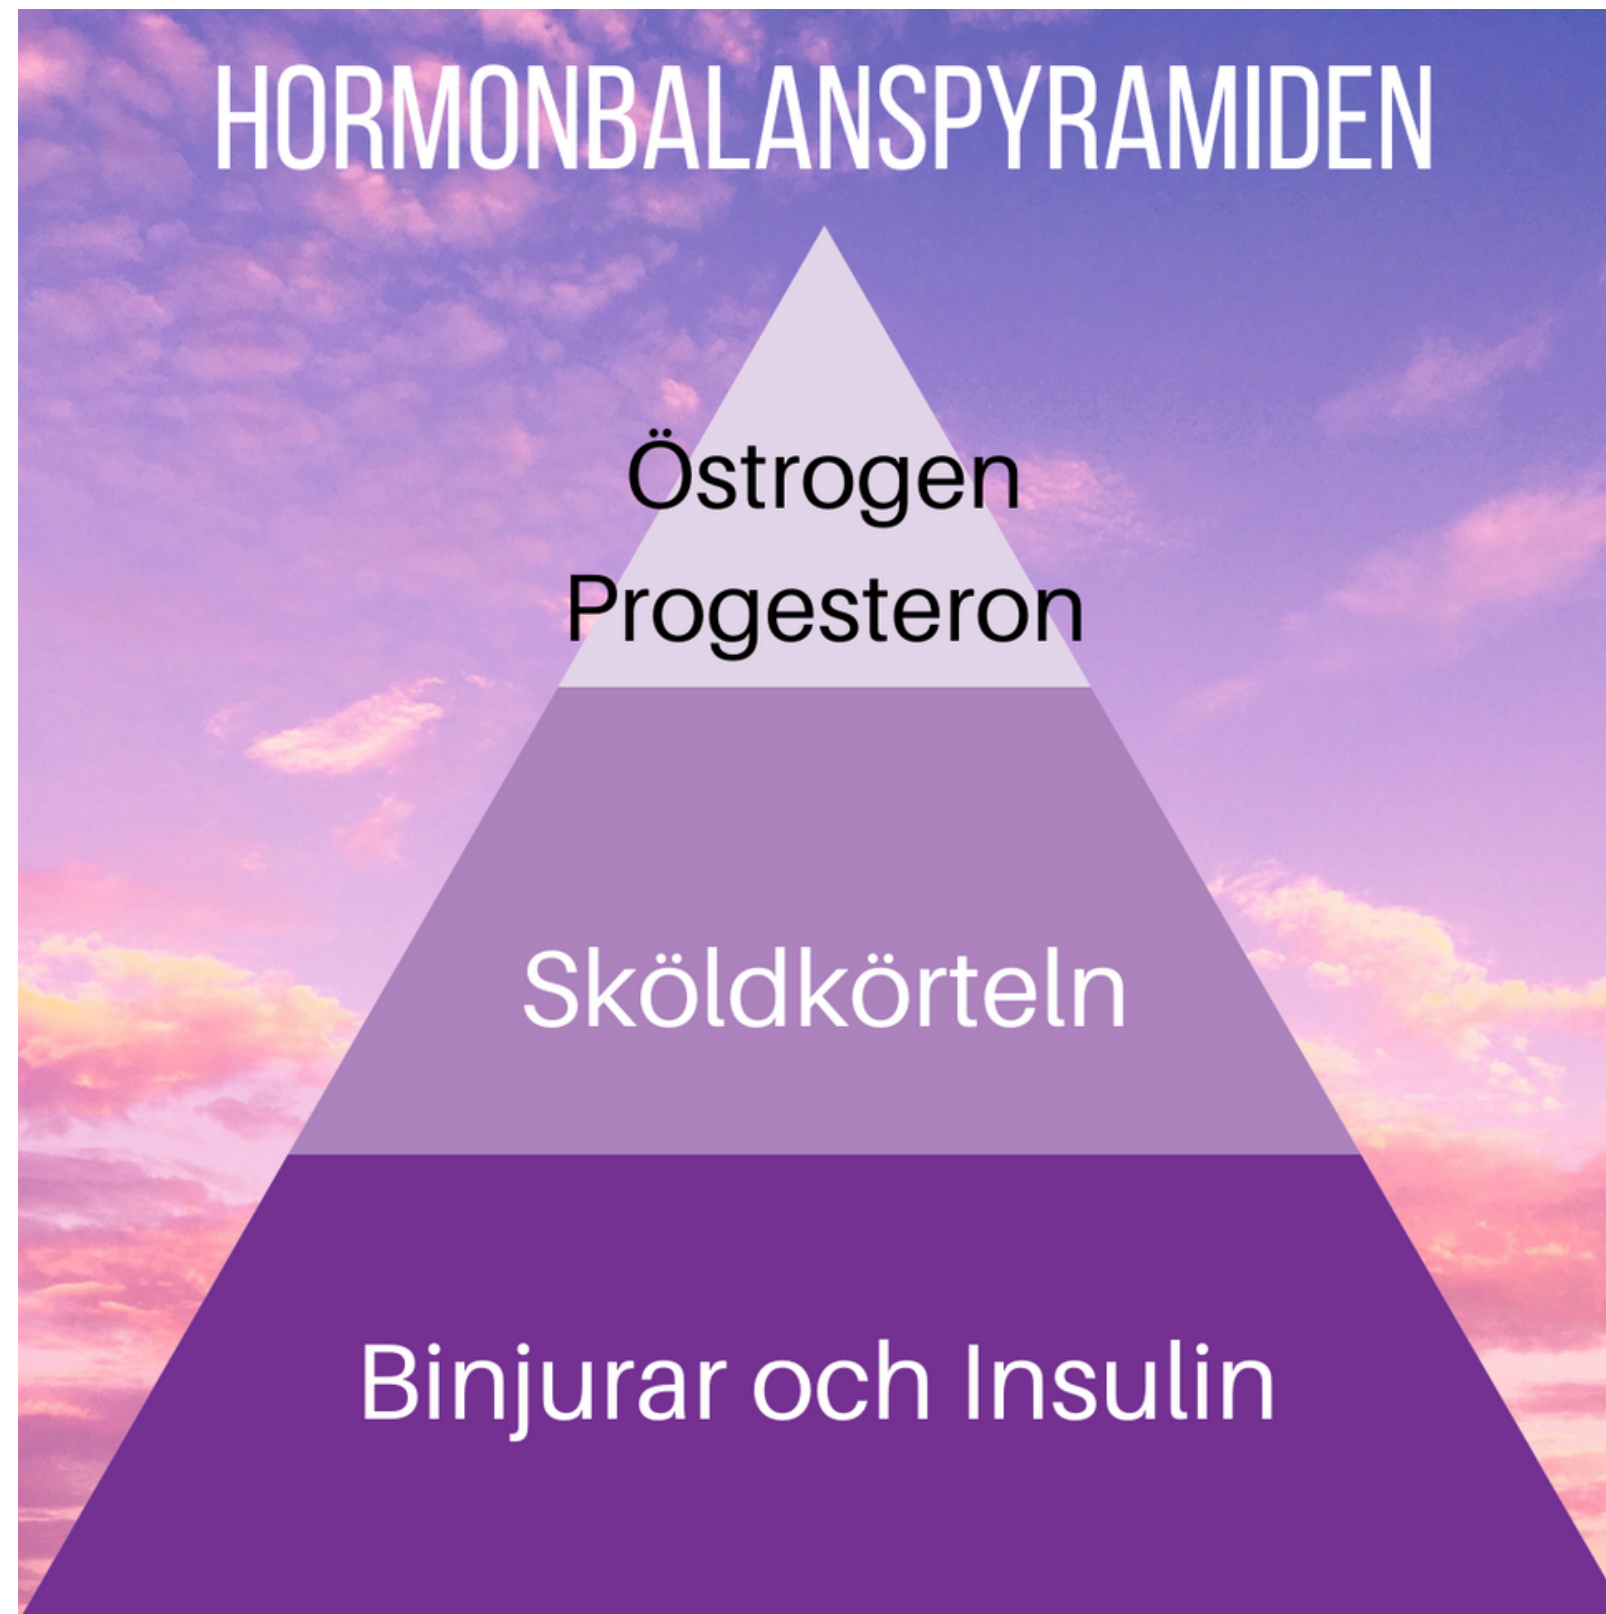 HORMONBALANSPYRAMIDEN
Östrogen
Progesteron
Sköldkörteln
Binjurar och Insulin